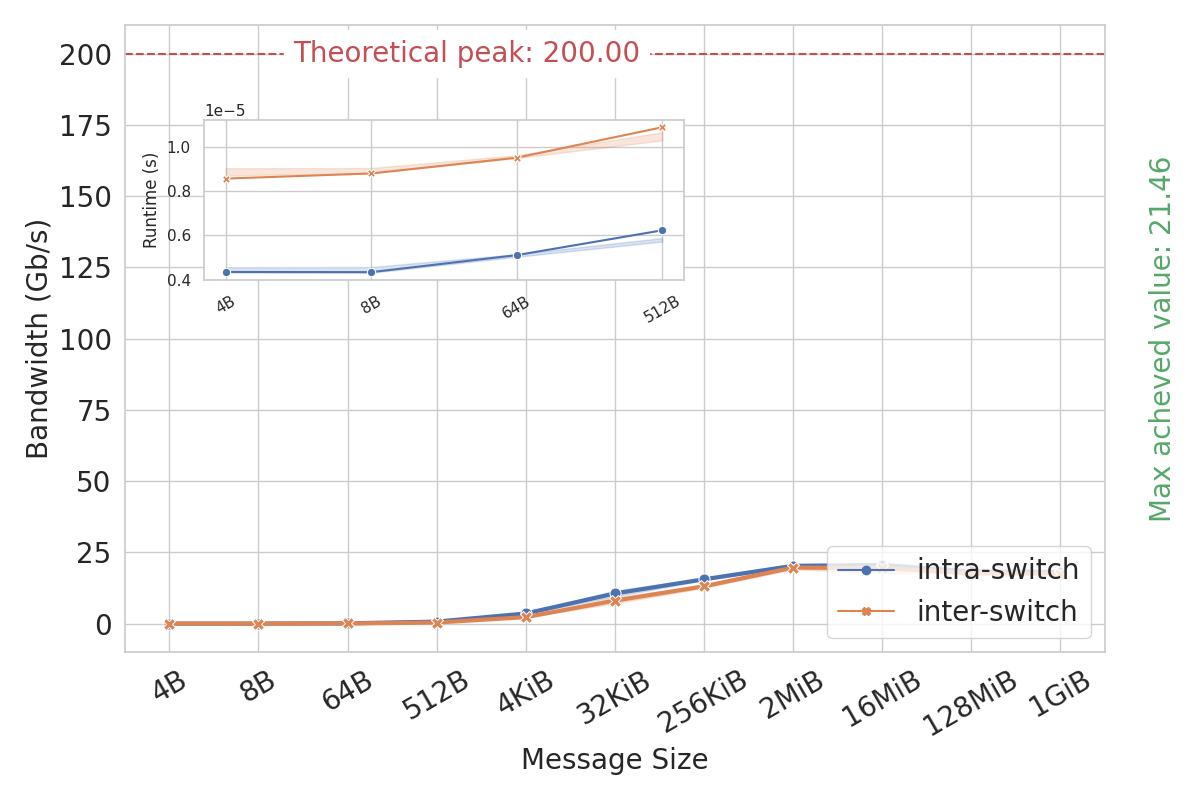 Theoretical peak: 200.00
200
175
150
125
100
75
50
25
0
Bandwidth (Gb/s)
1e−5
1.0
0.8
0.6
0.4
Runtime (s)
4B
8B
64B
512B
intra-switch
inter-switch
4B
8B
64B
512B
4KiB
32KiB
256KiB
2MiB
16MiB
128MiB
1GiB
Message Size
Max acheved value: 21.46